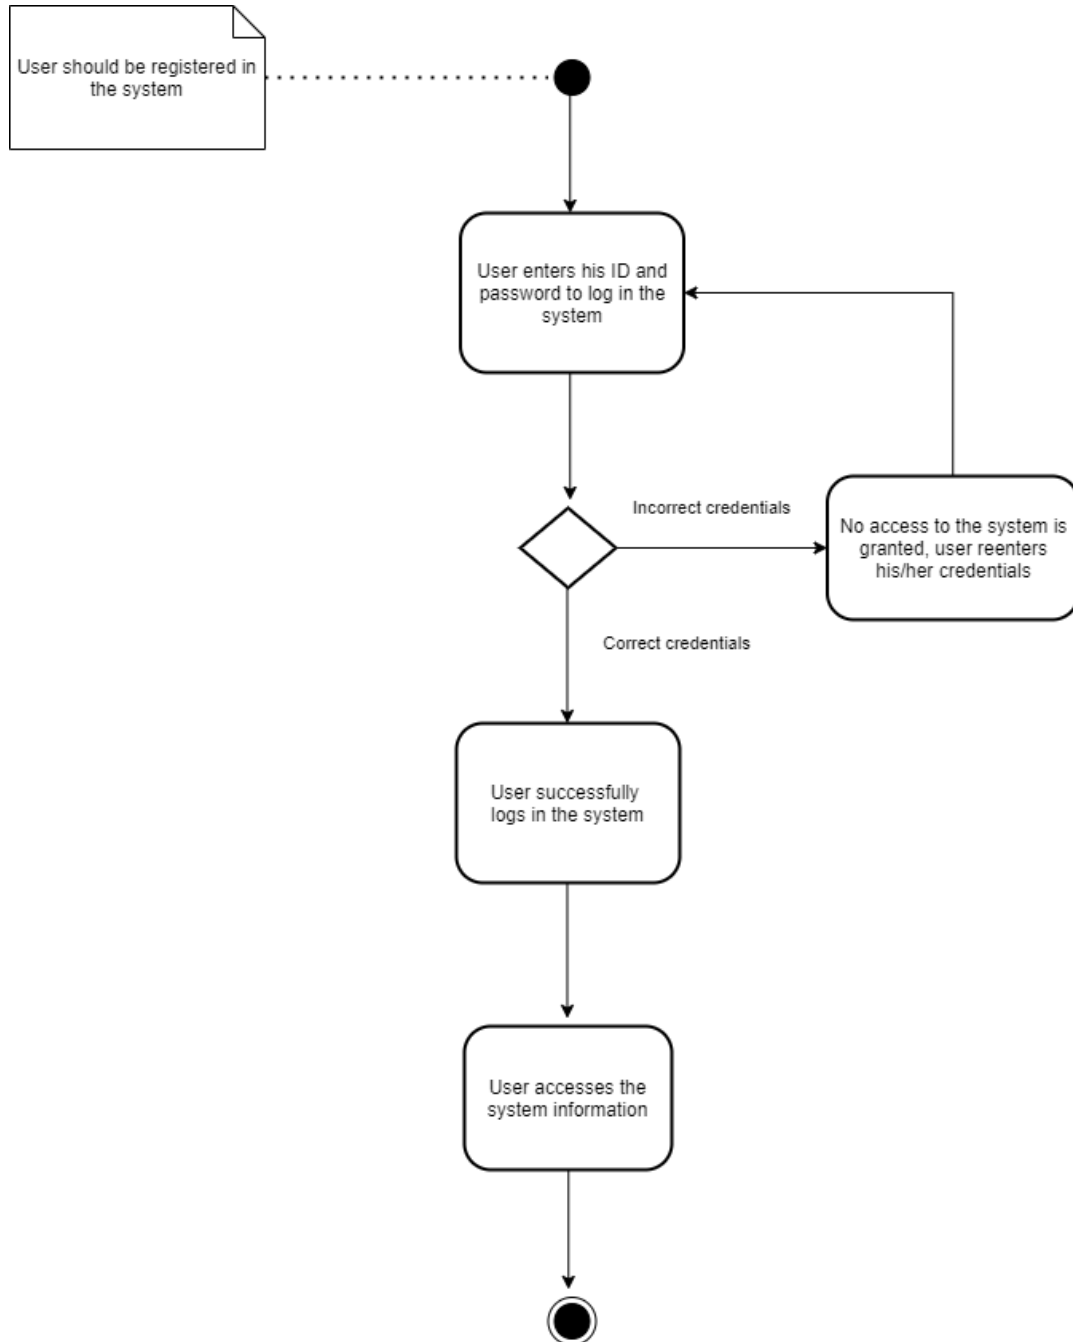 User should be registered in
the system
User enters his ID and
password to log in the
system
Incorrect credentials
No access to the system is
granted, user reenters
his/her credentials
Correct credentials
User successfully
logs in the system
User accesses the
system information